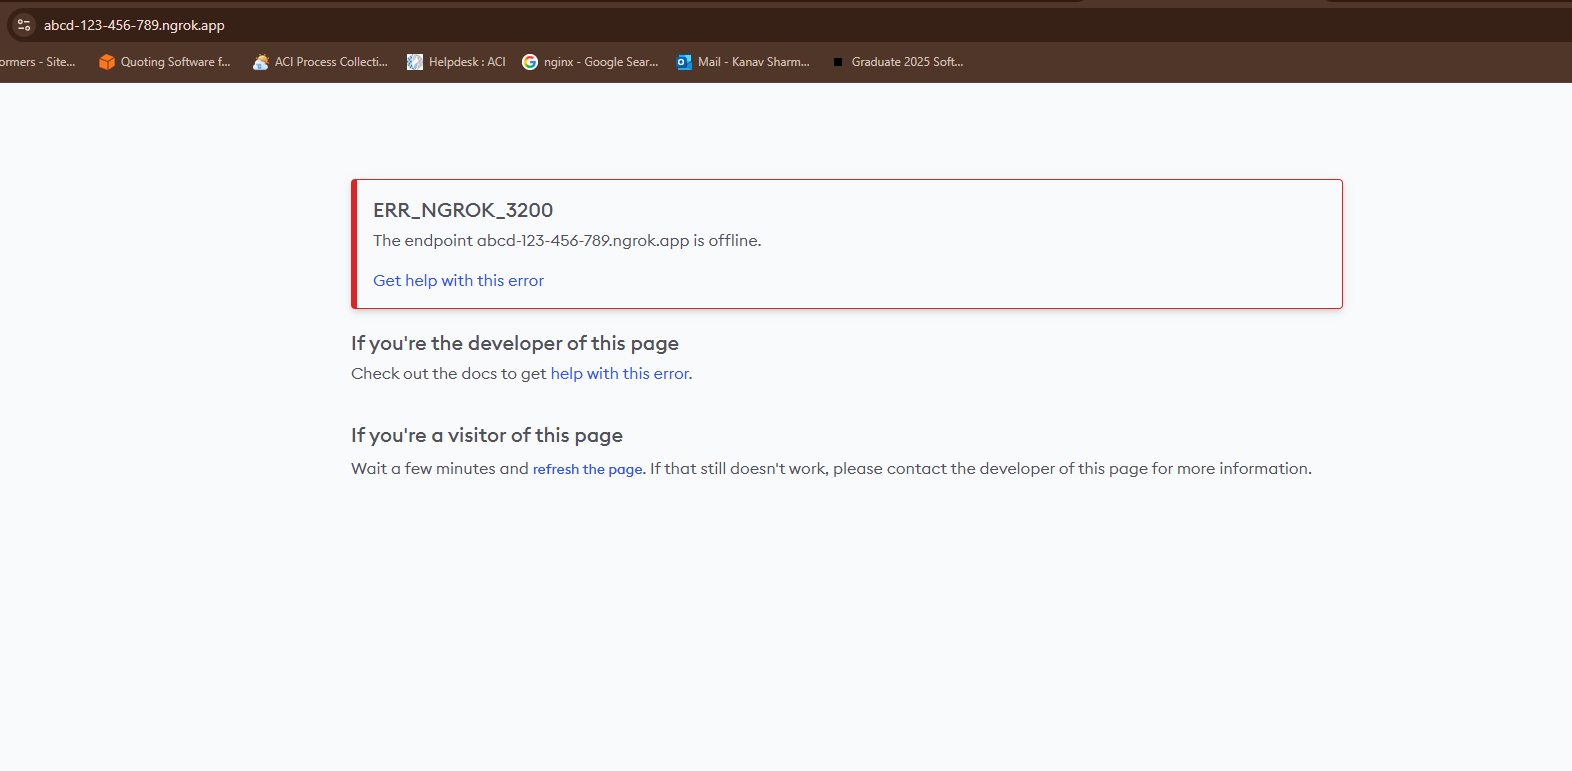 abcd-123-456-789.ngrok.app
ormers - Site... Quoting Software f... ACI Process Collecti... Helpdesk : ACI nginx - Google Sear... Mail - Kanav Sharm... Graduate 2025 Soft...
ERR_NGROK_3200
The endpoint abcd-123-456-789.ngrok.app is offline.
Get help with this error
If you're the developer of this page
Check out the docs to get help with this error.
If you're a visitor of this page
Wait a few minutes and refresh the page. If that still doesn't work, please contact the developer of this page for more information.